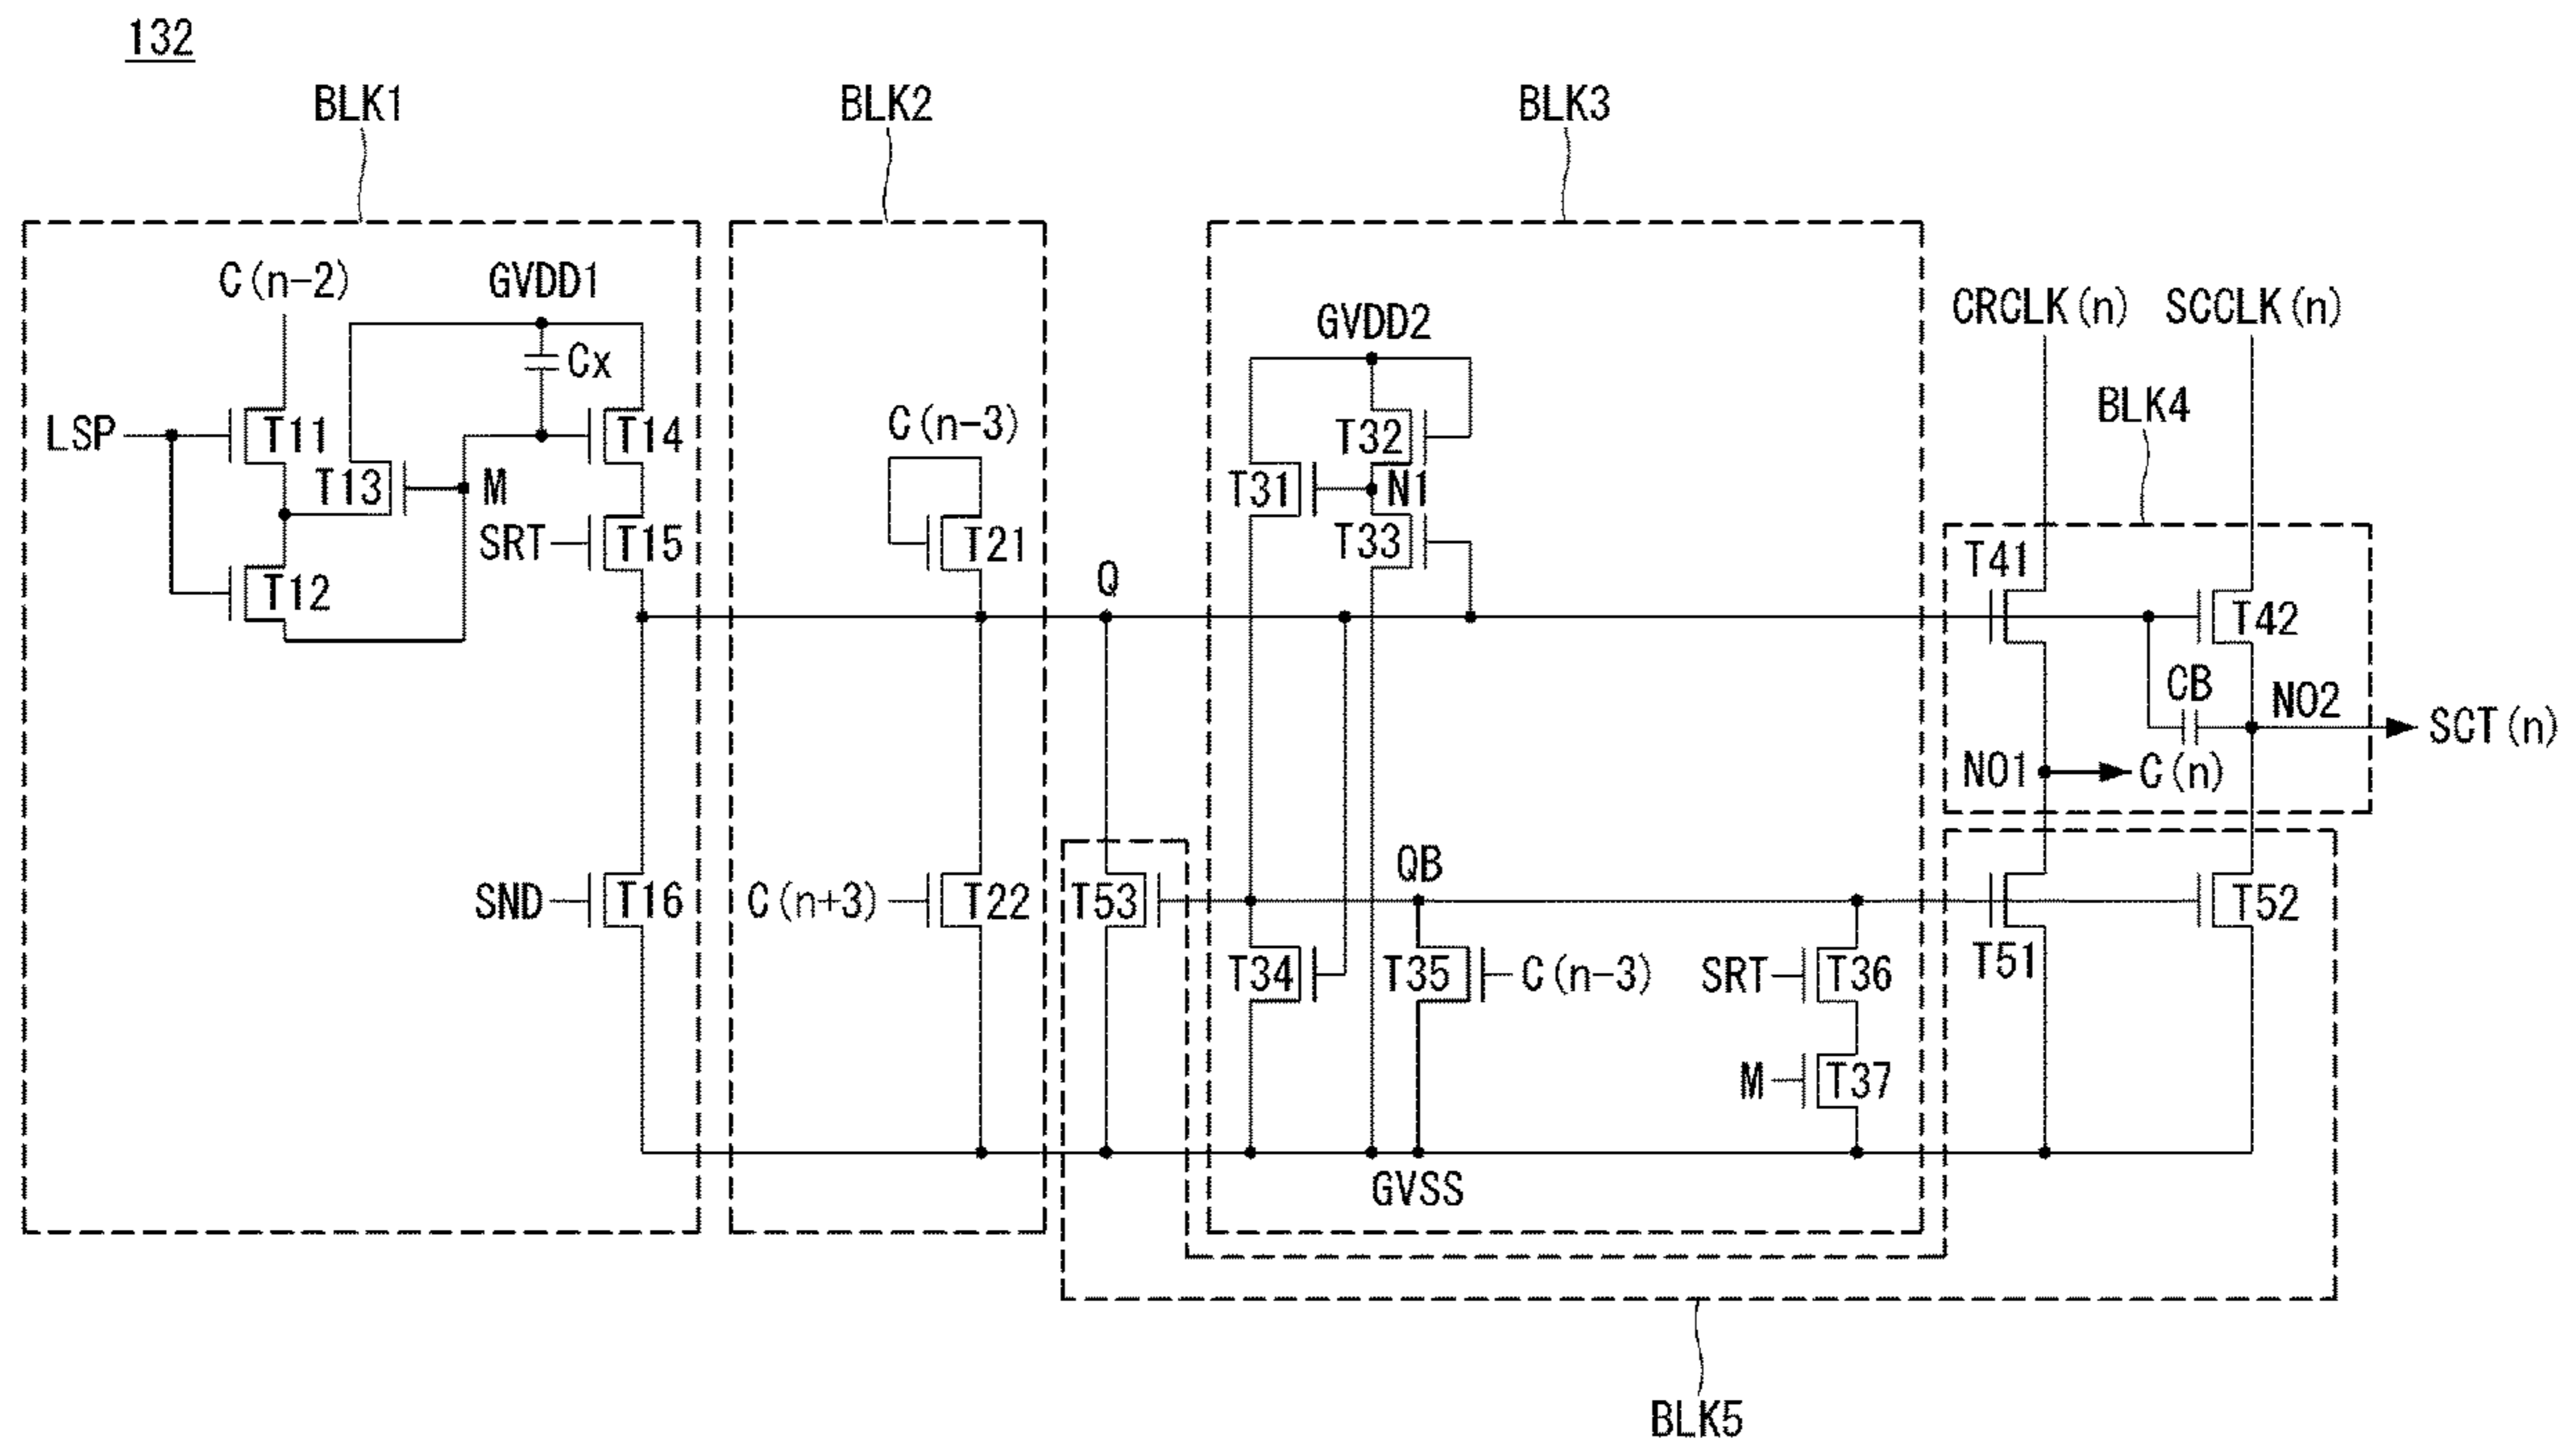 132
BLK1
BLK2
BLK3
C(n-2)
GVDD1
GVDD2
CRCLK(n)
SCCLK(n)
Cx
BLK4
LSP
T11
T14
C(n-3)
T32
T13
M
T31
N1
SRT
T15
T21
T33
T41
T12
Q
T42
CB
NO2
SCT(n)
NO1
C(n)
QB
SND
T16
C(n+3)
T22
T53
T52
T34
T35
C(n-3)
SRT
T36
T51
M
T37
GVSS
BLK5